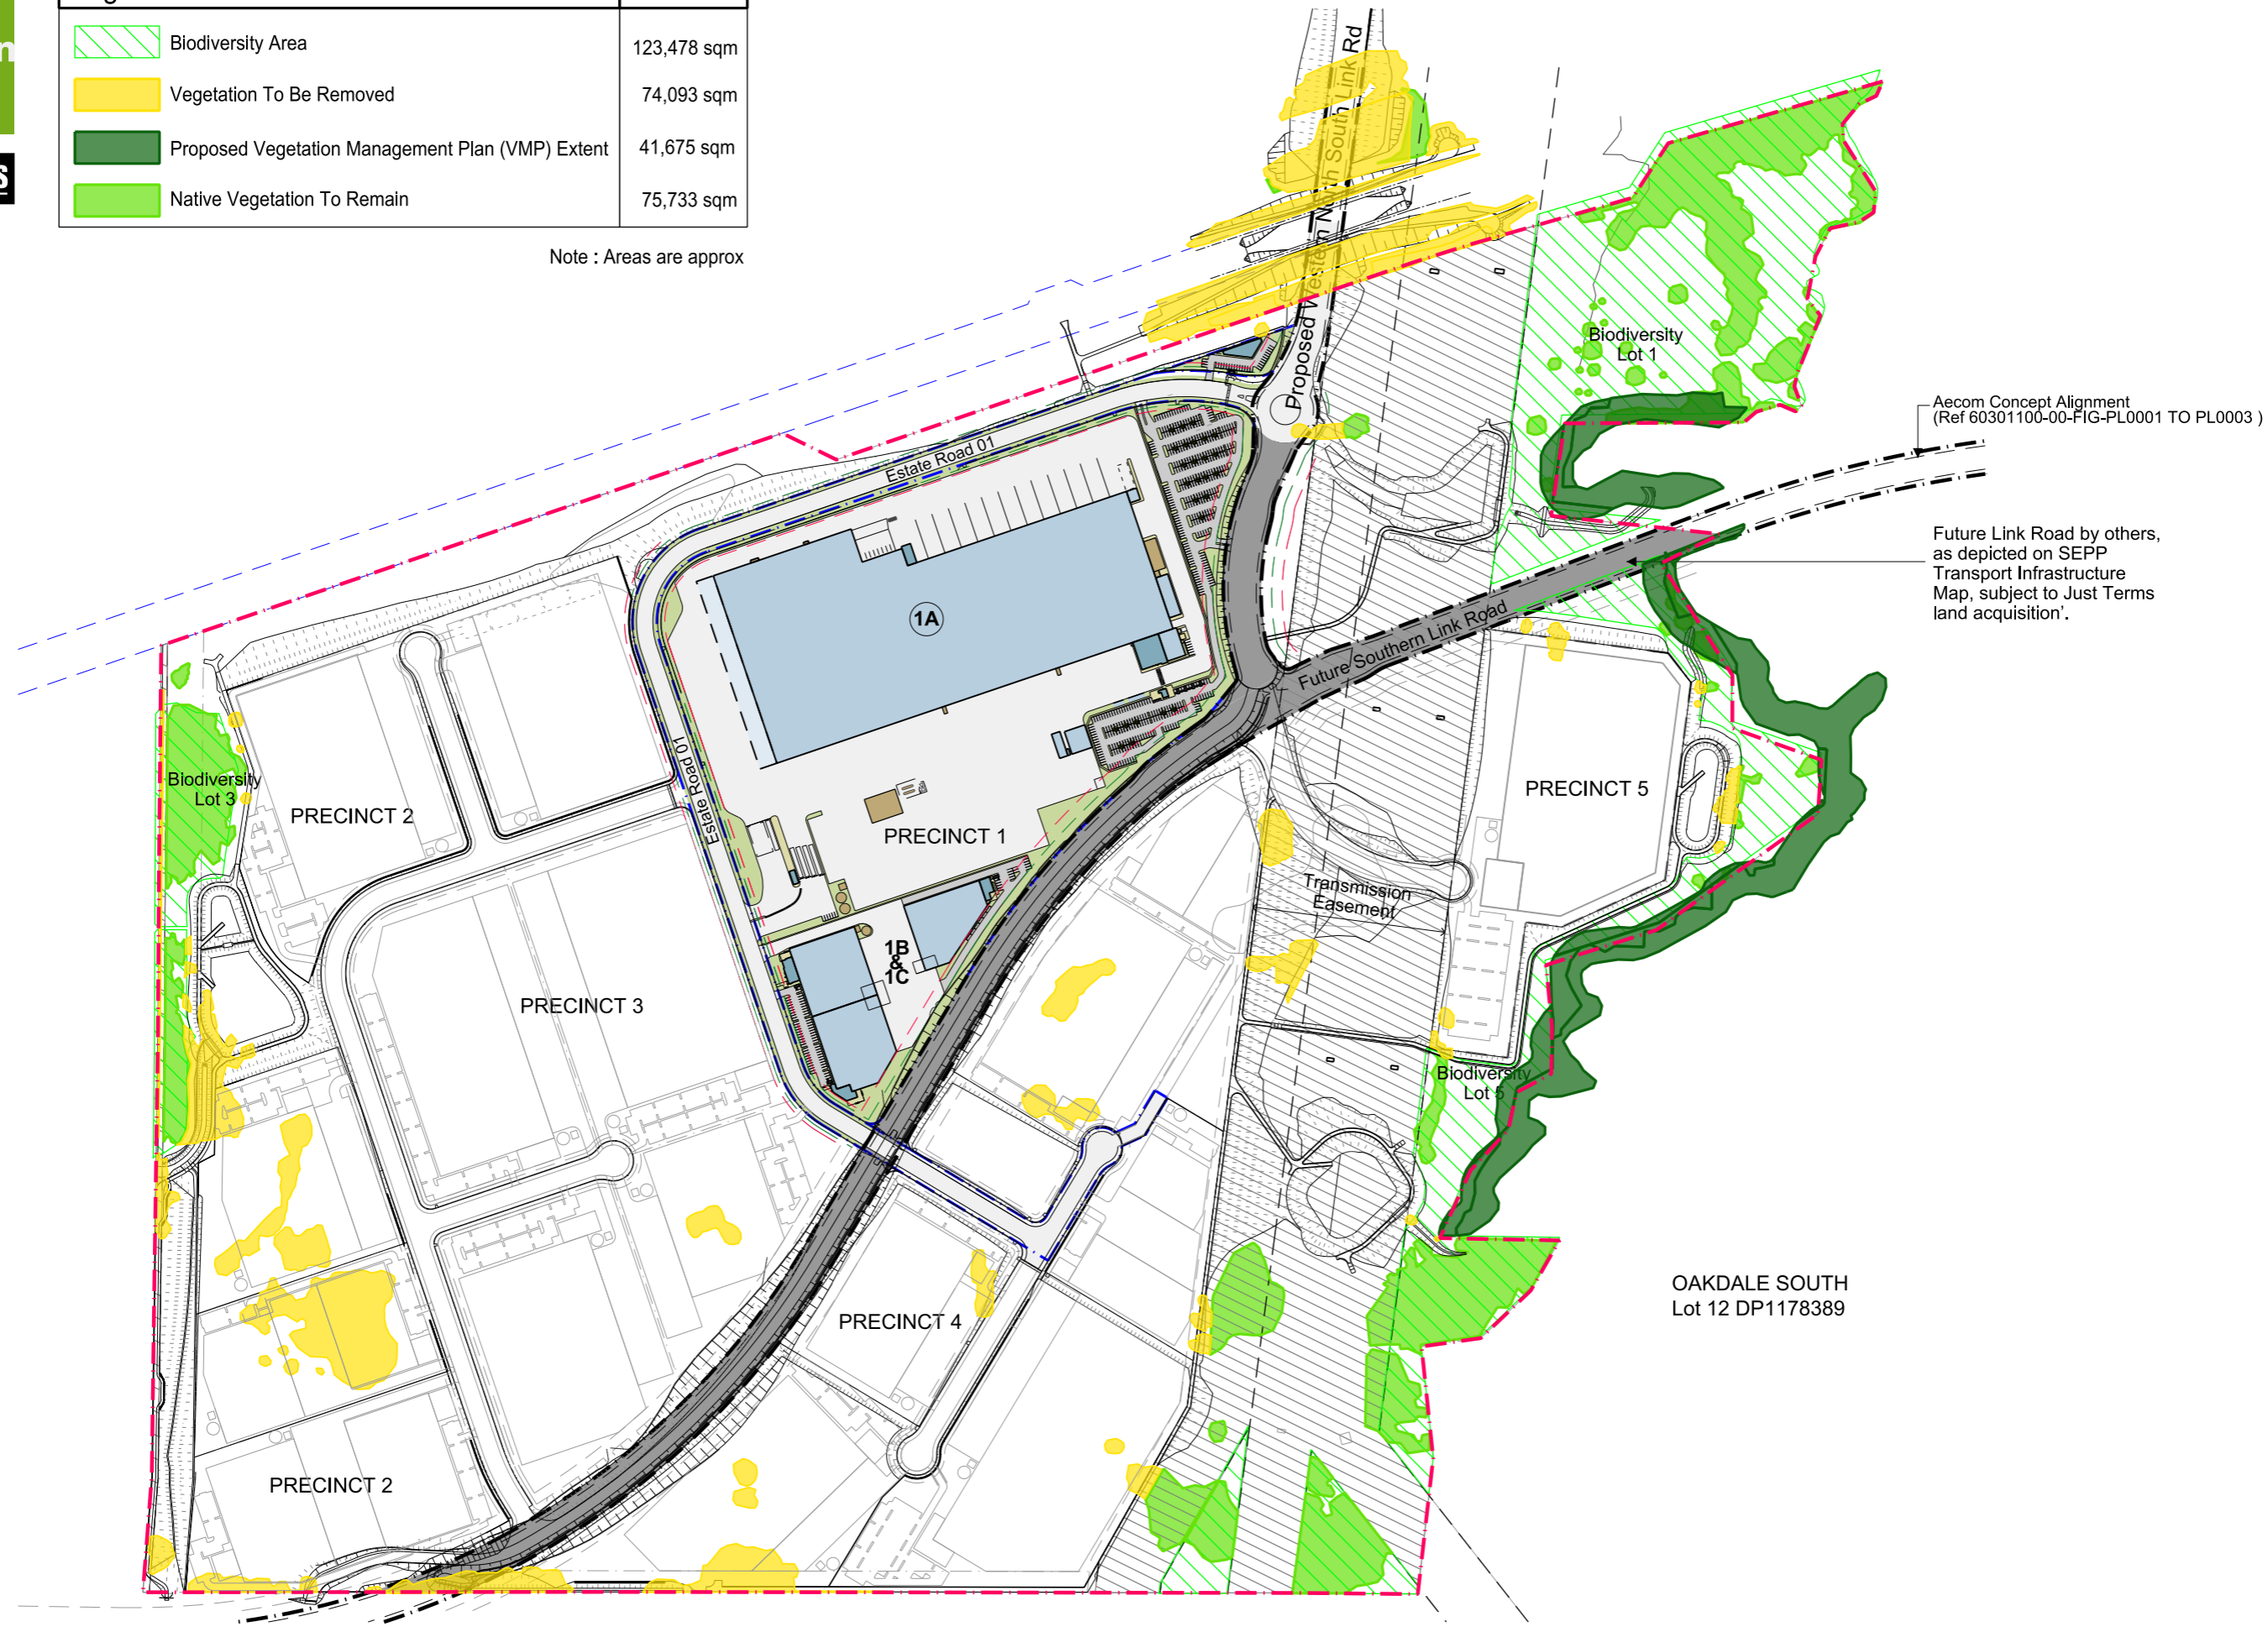 Biodiversity Area
123,478 sqm
Vegetation To Be Removed
74,093 sqm
Proposed Vegetation Management Plan (VMP) Extent
41,675 sqm
Native Vegetation To Remain
75,733 sqm
Note : Areas are approx
Proposed Western North South Link Rd
Biodiversity
Lot 1
Aecom Concept Alignment
(Ref 60301100-00-FIG-PL0001 TO PL0003 )
Estate Road 01
Future Link Road by others,
as depicted on SEPP
Transport Infrastructure
Map, subject to Just Terms
land acquisition'.
1A
Future Southern Link Road
Biodiversity
Lot 3
PRECINCT 2
Estate Road 01
PRECINCT 1
PRECINCT 5
Transmission
Easement
1B
&
1C
PRECINCT 3
Biodiversity
Lot 5
OAKDALE SOUTH
Lot 12 DP1178389
PRECINCT 4
PRECINCT 2